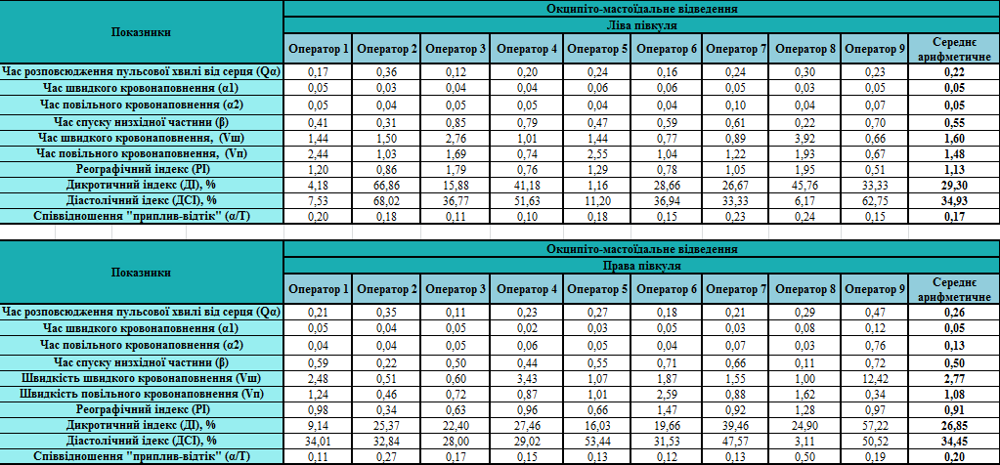 Показники
Окципіто-мастоїдальне відведення
Ліва півкуля
Оператор 1 Оператор 2 Оператор 3 Оператор 4 Оператор 5 Оператор 6 Оператор 7 Оператор 8 Оператор 9 Середнє арифметичне
Час розповсюдження пульсової хвилі від серця (Qα) 0,17 0,36 0,12 0,20 0,24 0,16 0,24 0,30 0,23 0,22
Час швидкого кровонаповнення (α1) 0,05 0,03 0,04 0,04 0,06 0,06 0,05 0,03 0,05 0,05
Час повільного кровонаповнення (α2) 0,05 0,04 0,05 0,05 0,04 0,04 0,10 0,04 0,07 0,05
Час спуску низхідної частини (β) 0,41 0,31 0,85 0,79 0,47 0,59 0,61 0,22 0,70 0,55
Час швидкого кровонаповнення, (Vш) 1,44 1,50 2,76 1,01 1,44 0,77 0,89 3,92 0,66 1,60
Час повільного кровонаповнення, (Vп) 2,44 1,03 1,69 0,74 2,55 1,04 1,22 1,93 0,67 1,48
Реографічний індекс (РІ) 1,20 0,86 1,79 0,76 1,29 0,78 1,05 1,95 0,51 1,13
Дикротичний індекс (ДІ), % 4,18 66,86 15,88 41,18 1,16 28,66 26,67 45,76 33,33 29,30
Діастолічний ідекс (ДСІ), % 7,53 68,02 36,77 51,63 11,20 36,94 33,33 6,17 62,75 34,93
Співвідношення "приплив-відтік" (α/Т) 0,20 0,18 0,11 0,10 0,18 0,15 0,23 0,24 0,15 0,17
Показники
Окципіто-мастоїдальне відведення
Права півкуля
Оператор 1 Оператор 2 Оператор 3 Оператор 4 Оператор 5 Оператор 6 Оператор 7 Оператор 8 Оператор 9 Середнє арифметичне
Час розповсюдження пульсової хвилі від серця (Qα) 0,21 0,35 0,11 0,23 0,27 0,18 0,21 0,29 0,47 0,26
Час швидкого кровонаповнення (α1) 0,05 0,04 0,05 0,02 0,03 0,05 0,03 0,08 0,12 0,05
Час повільного кровонаповнення (α2) 0,04 0,04 0,05 0,06 0,05 0,04 0,07 0,03 0,76 0,13
Час спуску низхідної частини (β) 0,59 0,22 0,50 0,44 0,55 0,71 0,66 0,11 0,72 0,50
Швидкість швидкого кровонаповнення (Vш) 2,48 0,51 0,60 3,43 1,07 1,87 1,55 1,00 12,42 2,77
Швидкість повільного кровонаповнення (Vп) 1,24 0,46 0,72 0,87 1,01 2,59 0,88 1,62 0,34 1,08
Реографічний індекс (РІ) 0,98 0,34 0,63 0,96 0,66 1,47 0,92 1,28 0,97 0,91
Дикротичний індекс (ДІ), % 9,14 25,37 22,40 27,46 16,03 19,66 39,46 24,90 57,22 26,85
Діастолічний ідекс (ДСІ), % 34,01 32,84 28,00 29,02 53,44 31,53 47,57 3,11 50,52 34,45
Співвідношення "приплив-відтік" (α/Т) 0,11 0,27 0,17 0,15 0,13 0,12 0,13 0,50 0,19 0,20